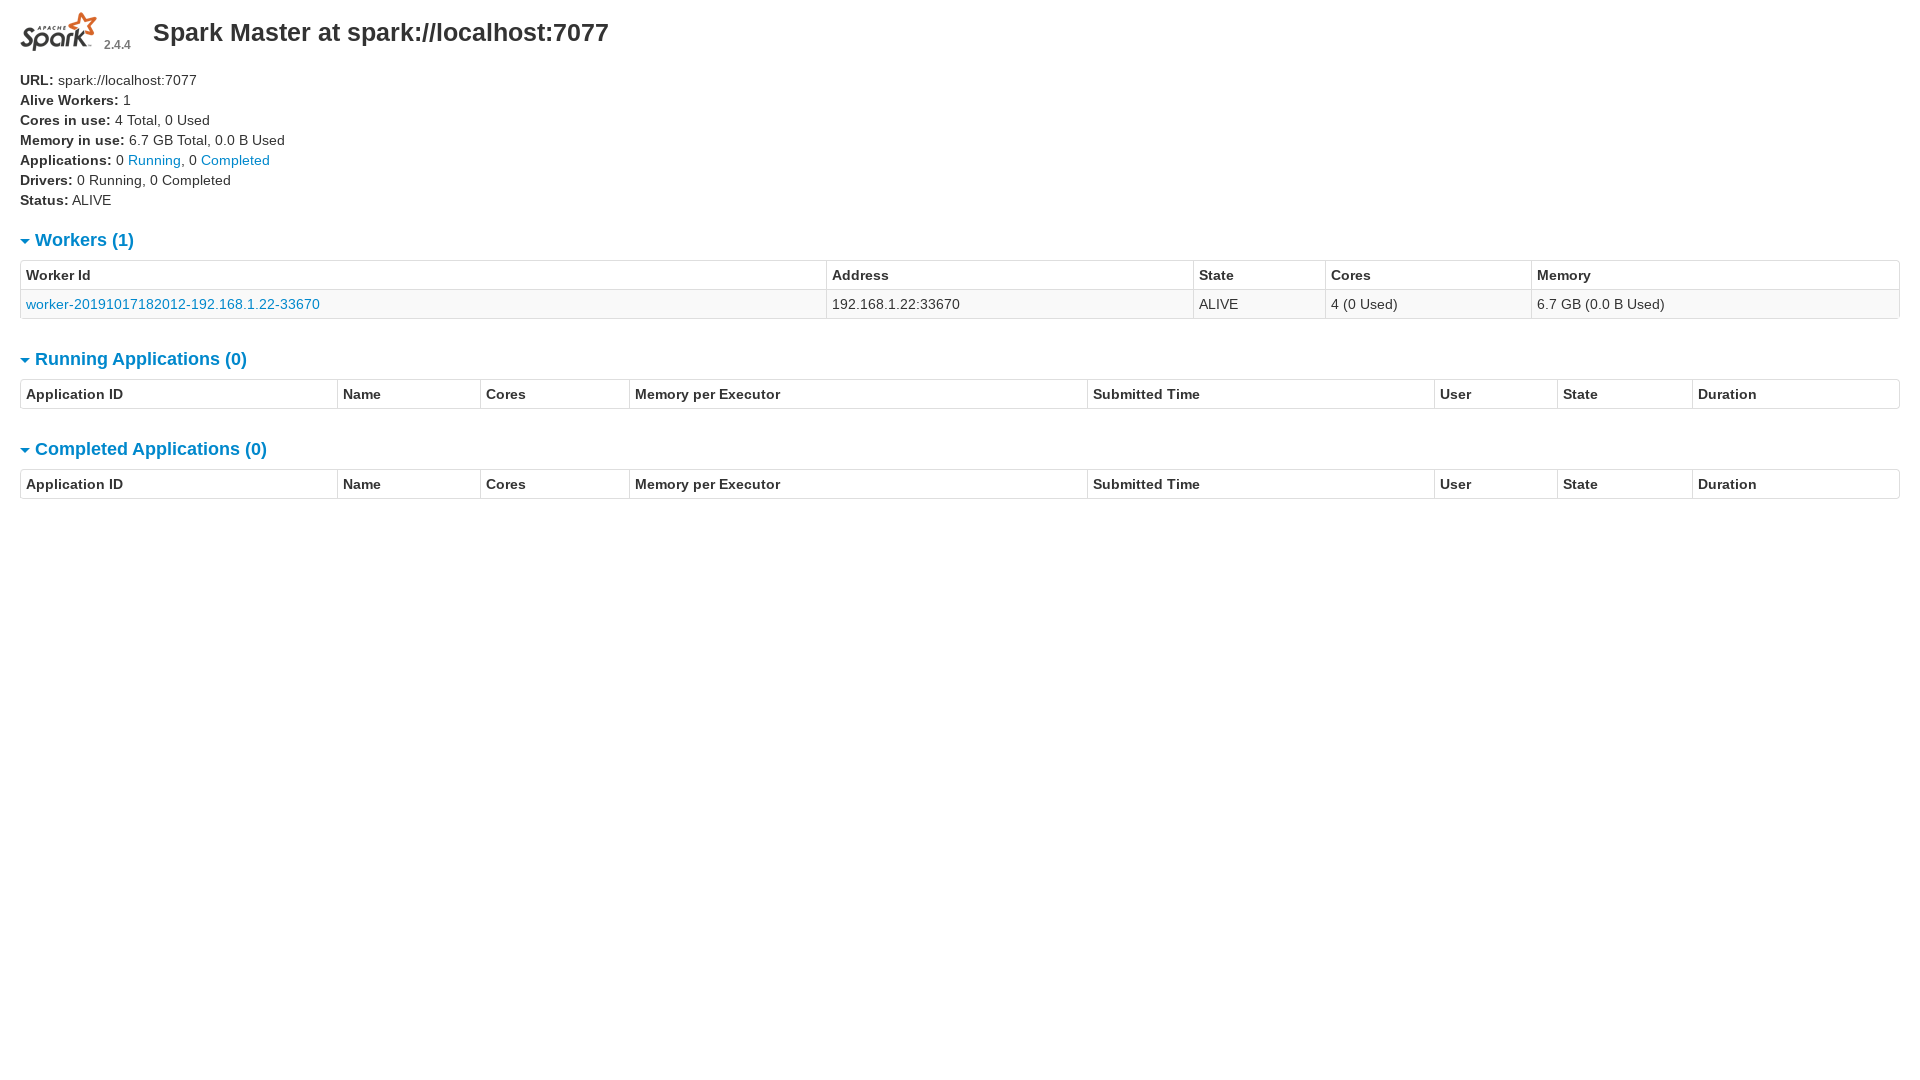 APACHE
Spark 2.4.4 Spark Master at spark://localhost:7077
URL: spark://localhost:7077
Alive Workers: 1
Cores in use: 4 Total, 0 Used
Memory in use: 6.7 GB Total, 0.0 B Used
Applications: 0 Running, 0 Completed
Drivers: 0 Running, 0 Completed
Status: ALIVE
Workers (1)
Worker Id Address State Cores Memory
worker-20191017182012-192.168.1.22-33670 192.168.1.22:33670 ALIVE 4 (0 Used) 6.7 GB (0.0 B Used)
Running Applications (0)
Application ID Name Cores Memory per Executor Submitted Time User State Duration
Completed Applications (0)
Application ID Name Cores Memory per Executor Submitted Time User State Duration